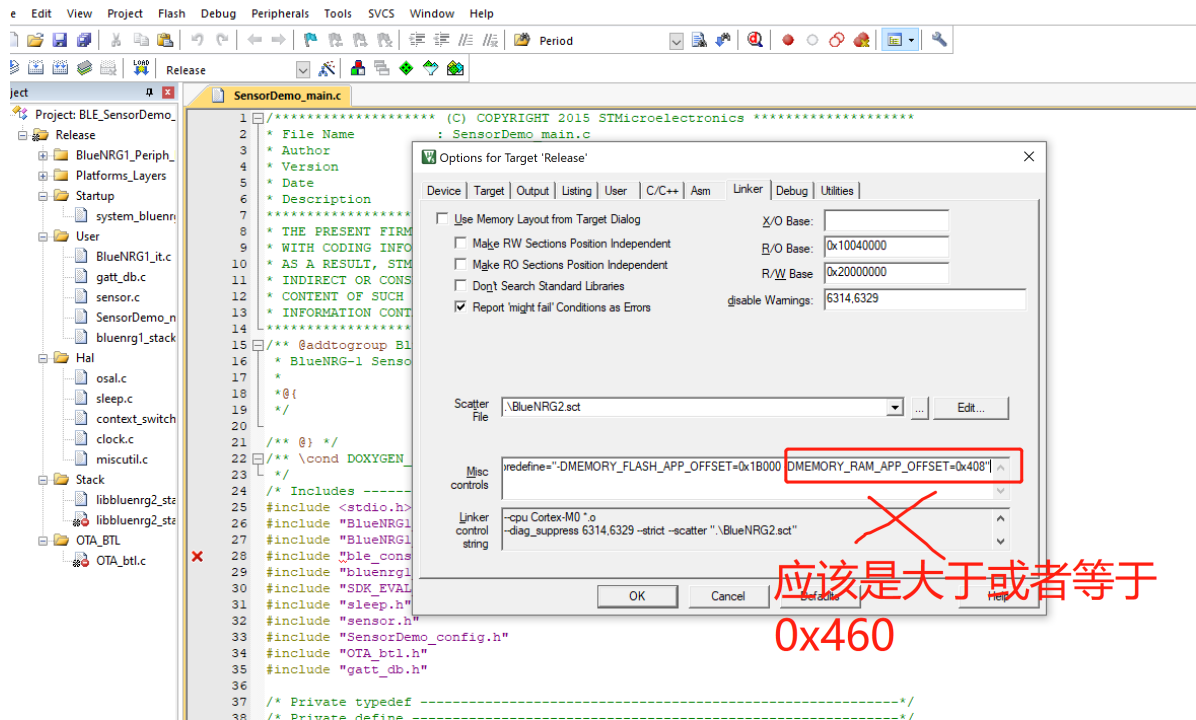 e Edit View Project Flash Debug Peripherals Tools SVCS Window Help
Period
LOAD
Release
ject
SensorDemo_main.c
Project: BLE_SensorDemo_
Release
BlueNRG1_Periph_
Platforms_Layers
Startup
system_bluenr
User
BlueNRG1_it.c
gatt_db.c
sensor.c
SensorDemo_n
bluenrg1_stack
Hal
osal.c
sleep.c
context_switch
clock.c
miscutil.c
Stack
libbluenrg2_sta
libbluenrg2_sta
OTA_BTL
OTA_btl.c
1 /******************** (C) COPYRIGHT 2015 STMicroelectronics ********************
2 * File Name : SensorDemo_main.c
3 * Author
4 * Version
5 * Date
6 * Description
7 ******************
8 * THE PRESENT FIRM
9 * WITH CODING INFO
10 * AS A RESULT, STM
11 * INDIRECT OR CONS
12 * CONTENT OF SUCH
13 * INFORMATION CONT
14 ******************
15 /** @addtogroup Bl
16 * BlueNRG-1 Senso
17 *
18 *@{
19 */
20
21 /** @} */
22 /** \cond DOXYGEN_
23 */
24 /* Includes ------
25 #include <stdio.h>
26 #include "BlueNRG1
27 #include "BlueNRG1
28 #include "ble_cons
29 #include "bluenrg1
30 #include "SDK_EVAL
31 #include "sleep.h"
32 #include "sensor.h"
33 #include "SensorDemo_config.h"
34 #include "OTA_btl.h"
35 #include "gatt_db.h"
36
37 /* Private typedef -----------------------------------------------------------*/
38 /* Private define ------------------------------------------------------------*/
Options for Target 'Release'
Device Target Output Listing User C/C++ Asm Linker Debug Utilities
Use Memory Layout from Target Dialog
Make RW Sections Position Independent
Make RO Sections Position Independent
Don't Search Standard Libraries
Report 'might fail' Conditions as Errors
X/O Base:
R/O Base: 0x10040000
R/W Base 0x20000000
disable Warnings: 6314,6329
Scatter File .\BlueNRG2.sct ... Edit...
Misc controls redefine="-DMEMORY_FLASH_APP_OFFSET=0x1B000 DMEMORY_RAM_APP_OFFSET=0x408"
Linker control string --cpu Cortex-M0 *.o
--diag_suppress 6314,6329 --strict --scatter ".\BlueNRG2.sct"
OK Cancel Defaults Help
应该是大于或者等于
0x460